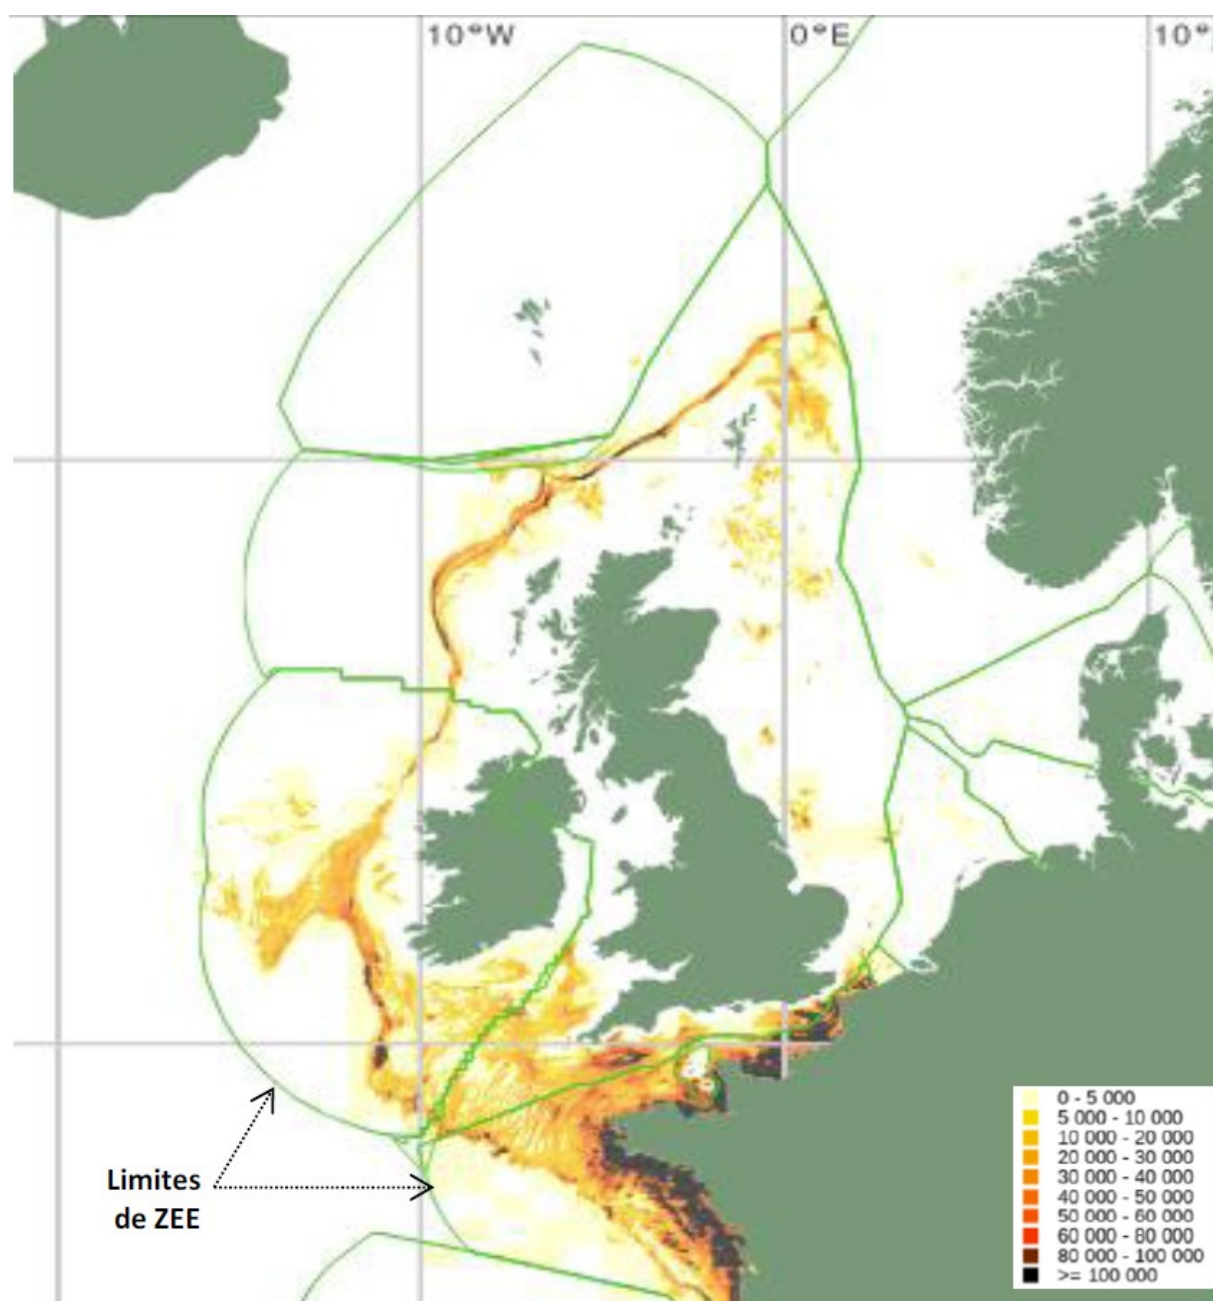 10°W
0°E
10°
0 - 5 000
5 000 - 10 000
10 000 - 20 000
20 000 - 30 000
30 000 - 40 000
40 000 - 50 000
50 000 - 60 000
60 000 - 80 000
80 000 - 100 000
>= 100 000
Limites
de ZEE